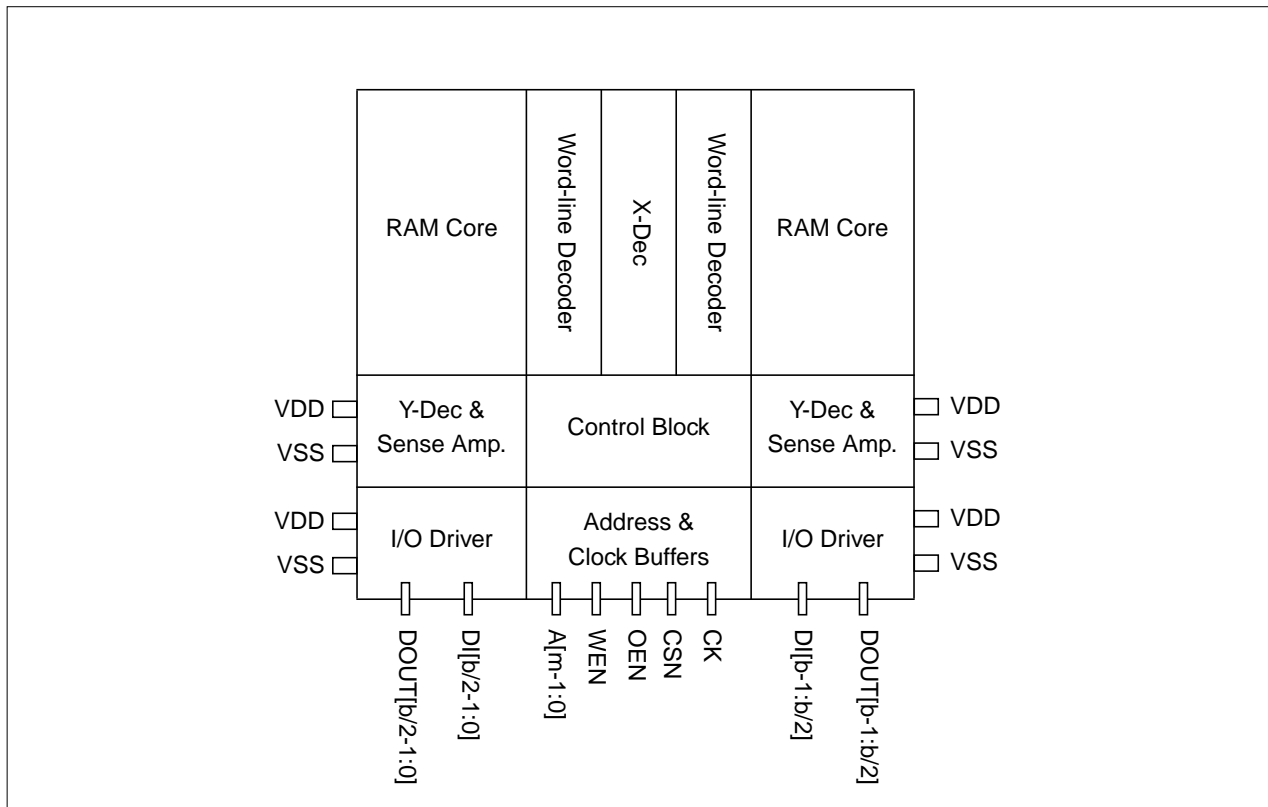 RAM Core
Word-line Decoder
X-Dec
Word-line Decoder
RAM Core
VDD
VSS
Y-Dec &
Sense Amp.
Control Block
Y-Dec &
Sense Amp.
VDD
VSS
VDD
VSS
I/O Driver
Address &
Clock Buffers
I/O Driver
VDD
VSS
DOUT[b/2-1:0]
DI[b/2-1:0]
A[m-1:0]
WEN
OEN
CSN
CK
DI[b-1:b/2]
DOUT[b-1:b/2]